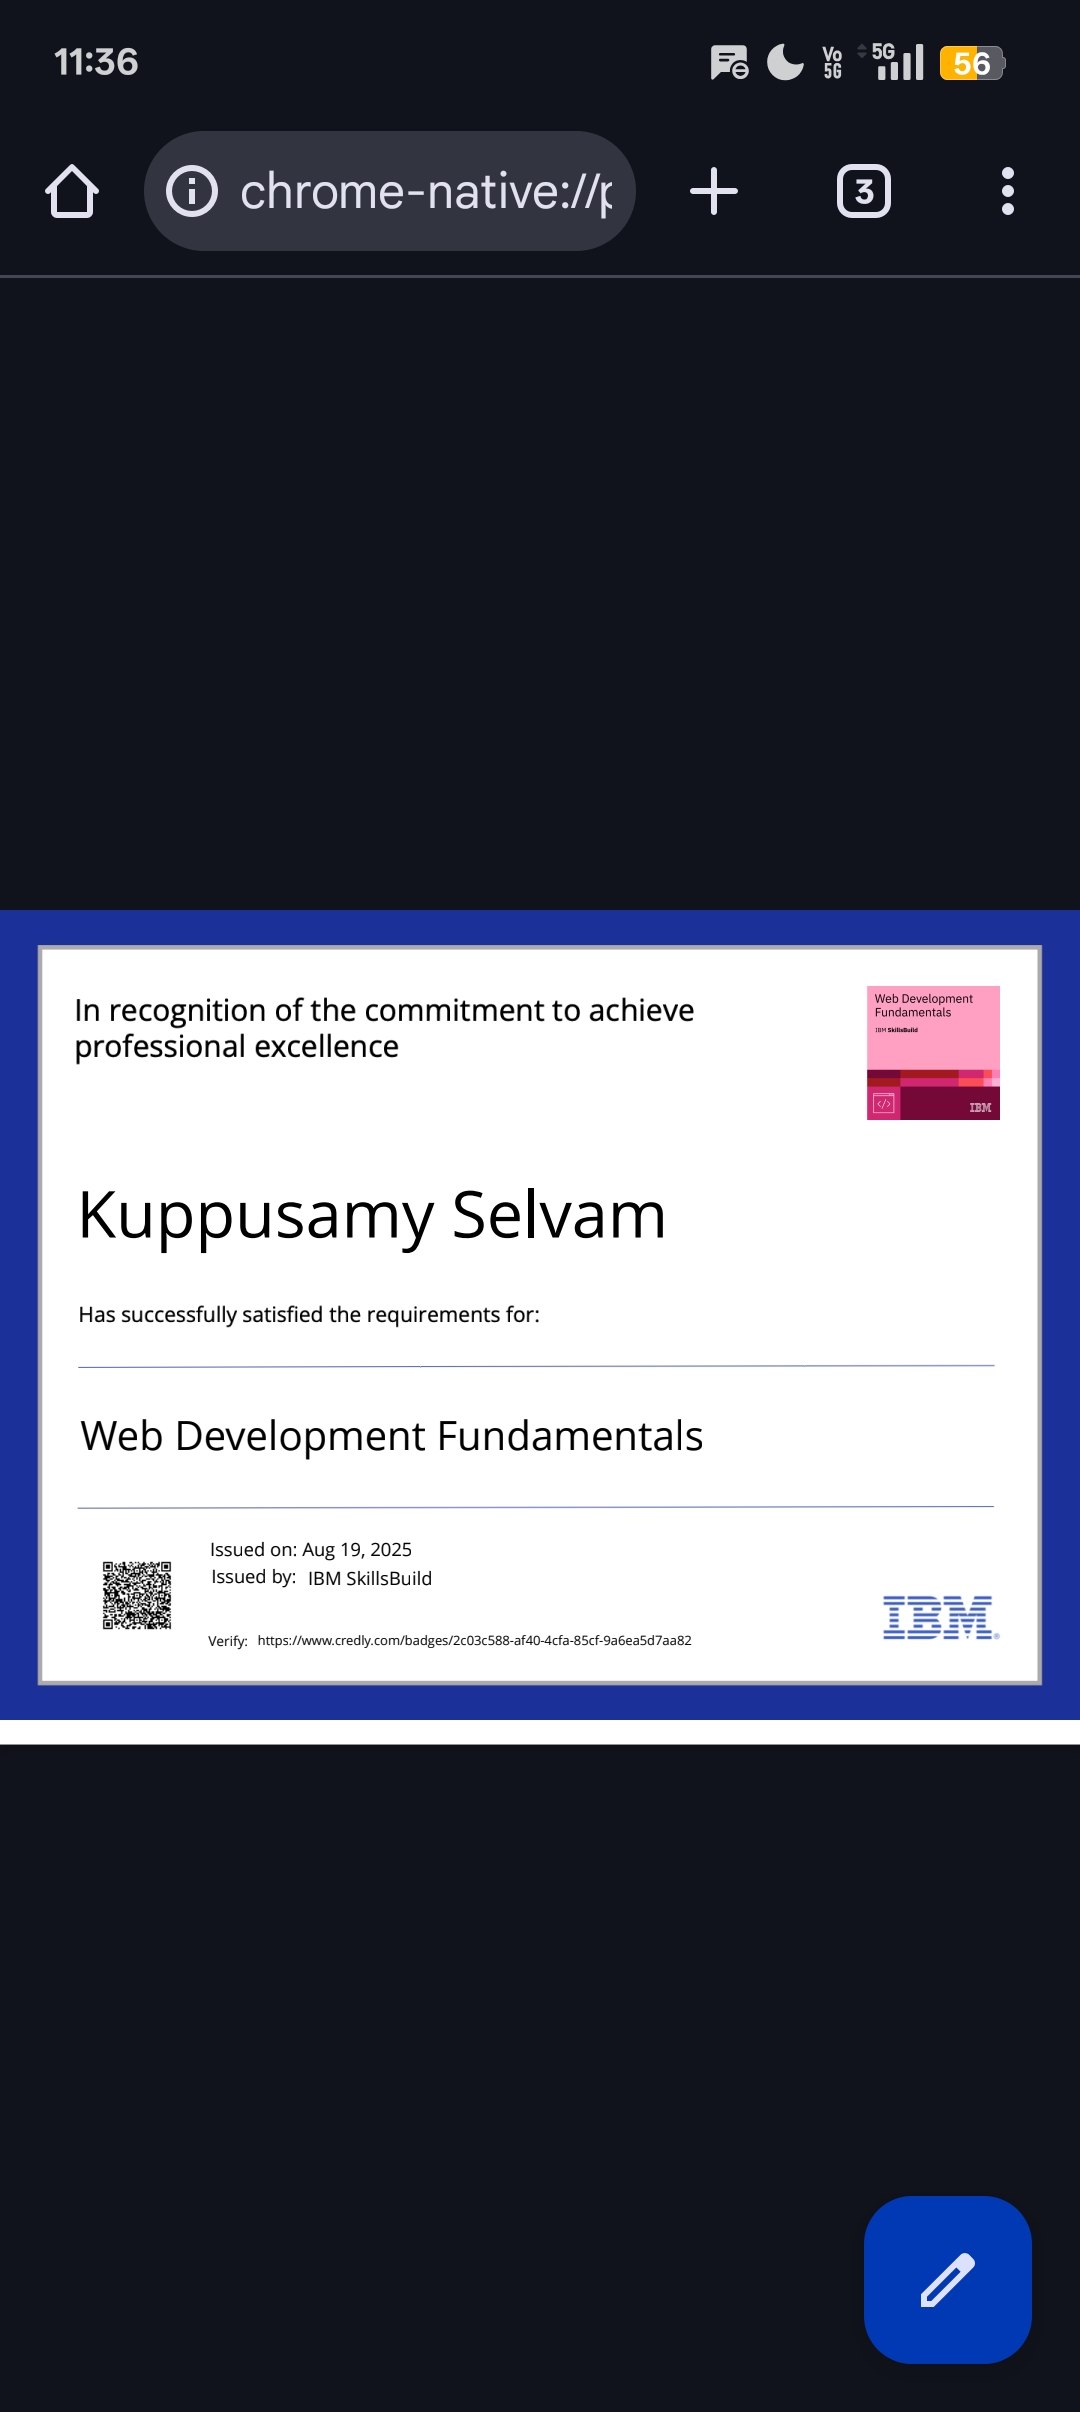 11:36
Vo
5G
5G
56
chrome-native://p
3
In recognition of the commitment to achieve
professional excellence
Web Development
Fundamentals
IBM SkillsBuild
</>
IBM
Kuppusamy Selvam
Has successfully satisfied the requirements for:
Web Development Fundamentals
Issued on: Aug 19, 2025
Issued by: IBM SkillsBuild
Verify: https://www.credly.com/badges/2c03c588-af40-4cfa-85cf-9a6ea5d7aa82
IBM®